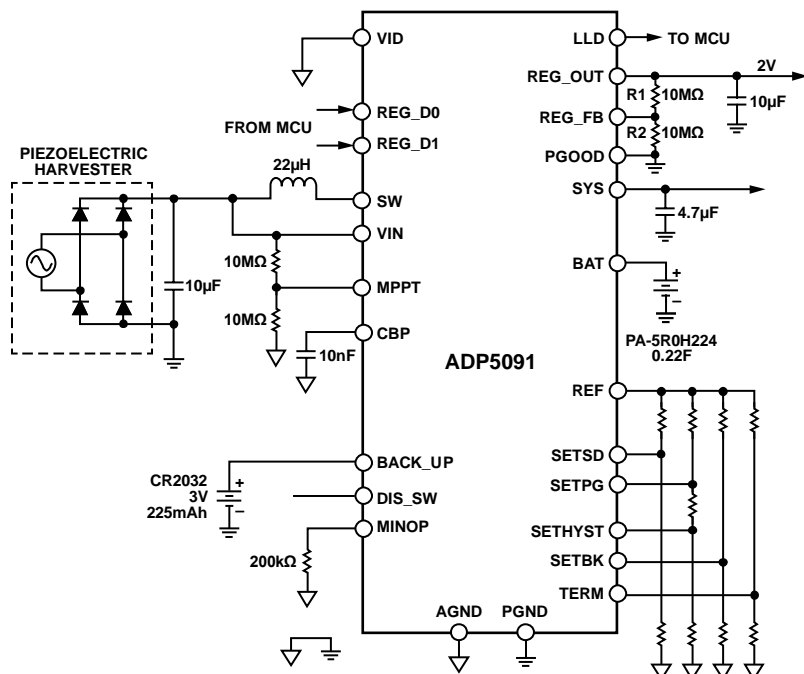 VID
LLD
TO MCU
REG_OUT
2V
R1
10MΩ
10µF
REG_D0
FROM MCU
REG_FB
REG_D1
R2
10MΩ
PGOOD
PIEZOELECTRIC
HARVESTER
22µH
SYS
SW
4.7µF
VIN
10MΩ
BAT
+
–
10µF
MPPT
10MΩ
CBP
PA-5R0H224
0.22F
10nF
ADP5091
REF
SETSD
BACK_UP
CR2032
3V
225mAh
+
–
SETPG
DIS_SW
MINOP
SETHYST
200kΩ
SETBK
TERM
AGND
PGND